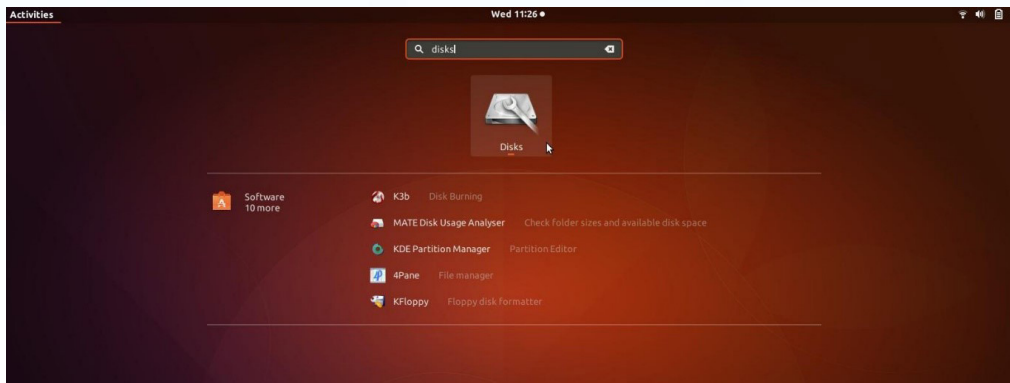 Activities
Wed 11:26
disks
Disks
Software
10 more
K3b Disk Burning
MATE Disk Usage Analyser Check folder sizes and available disk space
KDE Partition Manager Partition Editor
4Pane File manager
KFloppy Floppy disk formatter